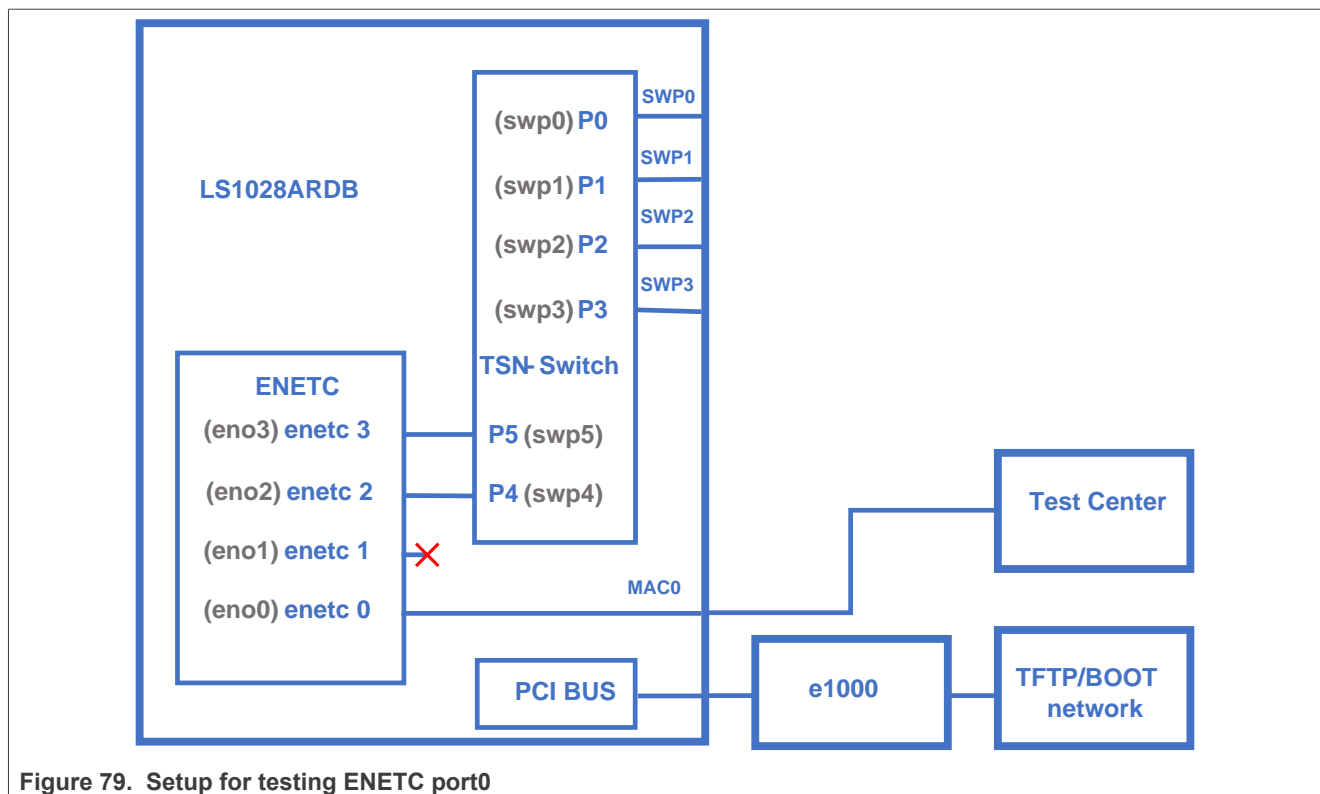 LS1028ARDB
(swp0) P0
SWP0
(swp1) P1
SWP1
(swp2) P2
SWP2
(swp3) P3
SWP3
TSN- Switch
P5 (swp5)
P4 (swp4)
ENETC
(eno3) enetc 3
(eno2) enetc 2
(eno1) enetc 1
(eno0) enetc 0
MAC0
Test Center
PCI BUS
e1000
TFTP/BOOT
network
Figure 79. Setup for testing ENETC port0